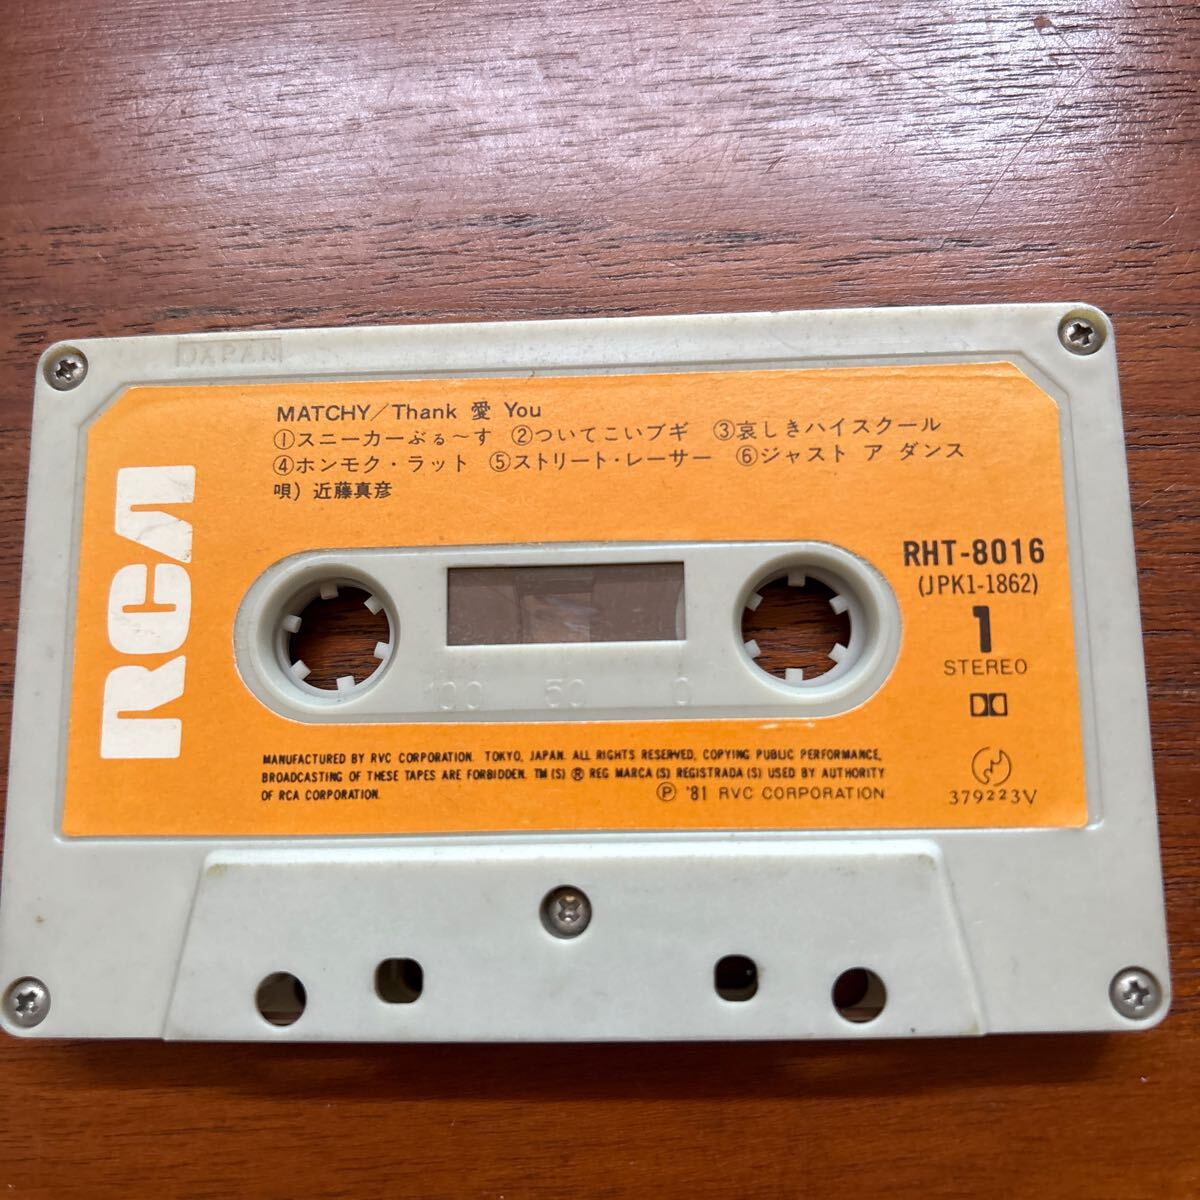 JAPAN
MATCHY/Thank 愛 You
①スニーカーぶる〜す ②ついてこいブギ ③哀しきハイスクール
④ホンモク・ラット ⑤ストリート・レーサー ⑥ジャスト ア ダンス
唄) 近藤真彦
RCA
RHT-8016
(JPK1-1862)
1
STEREO
100 50 0
MANUFACTURED BY RVC CORPORATION. TOKYO, JAPAN. ALL RIGHTS RESERVED, COPYING PUBLIC PERFORMANCE,
BROADCASTING OF THESE TAPES ARE FORBIDDEN. TM(S) ® REG MARCA(S) REGISTRADA(S) USED BY AUTHORITY
OF RCA CORPORATION.
Ⓟ '81 RVC CORPORATION
379223V